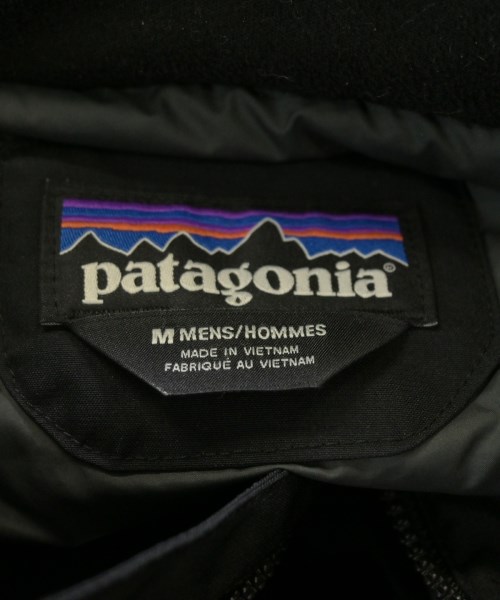 patagonia®
M MENS/HOMMES
MADE IN VIETNAM
FABRIQUÉ AU VIETNAM